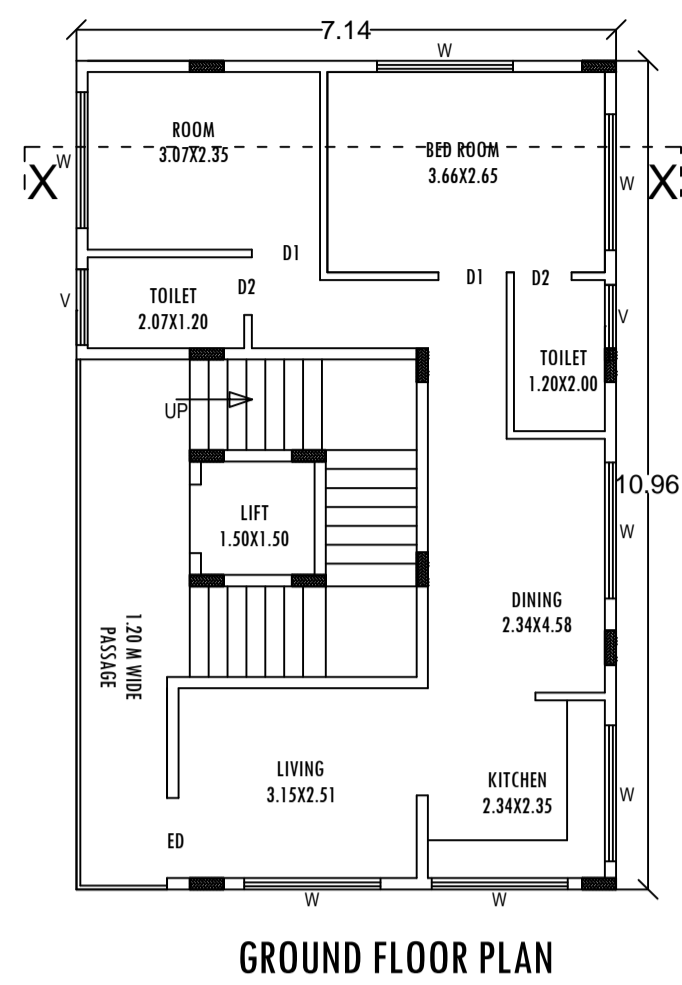 7.14
W
ROOM
3.07X2.35
BED ROOM
3.66X2.65
X
W
W
X
D1
D1
D2
D2
TOILET
2.07X1.20
V
V
TOILET
1.20X2.00
UP
10.96
LIFT
1.50X1.50
W
DINING
2.34X4.58
1.20 M WIDE
PASSAGE
LIVING
3.15X2.51
KITCHEN
2.34X2.35
W
ED
W
W
GROUND FLOOR PLAN